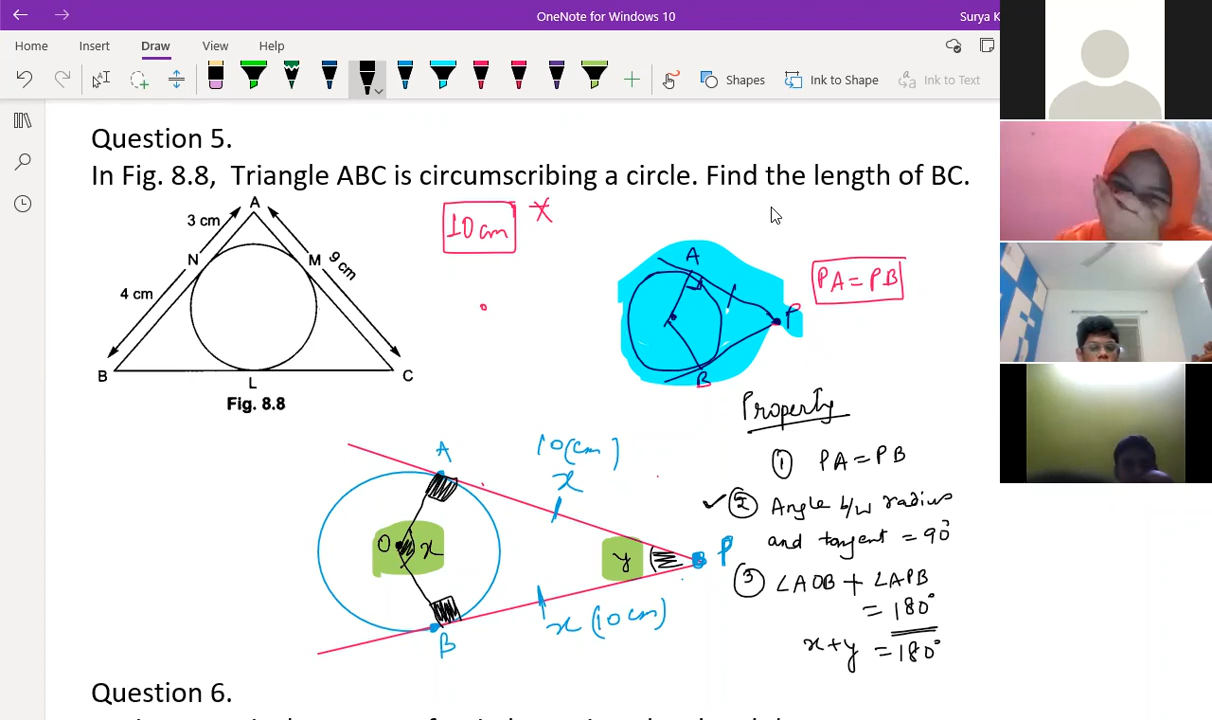 OneNote for Windows 10
Surya K
Home Insert Draw View Help
Shapes Ink to Shape Ink to Text
Question 5.
In Fig. 8.8, Triangle ABC is circumscribing a circle. Find the length of BC.
A
3 cm
N
M
9 cm
4 cm
B
L
C
Fig. 8.8
10 cm
A
P
B
PA = PB
Property
① PA = PB
② Angle b/w radius
and tangent = 90°
③ ∠AOB + ∠APB
= 180°
x+y = 180°
A
10 (cm)
x
O x
y
P
x (10 cm)
B
Question 6.